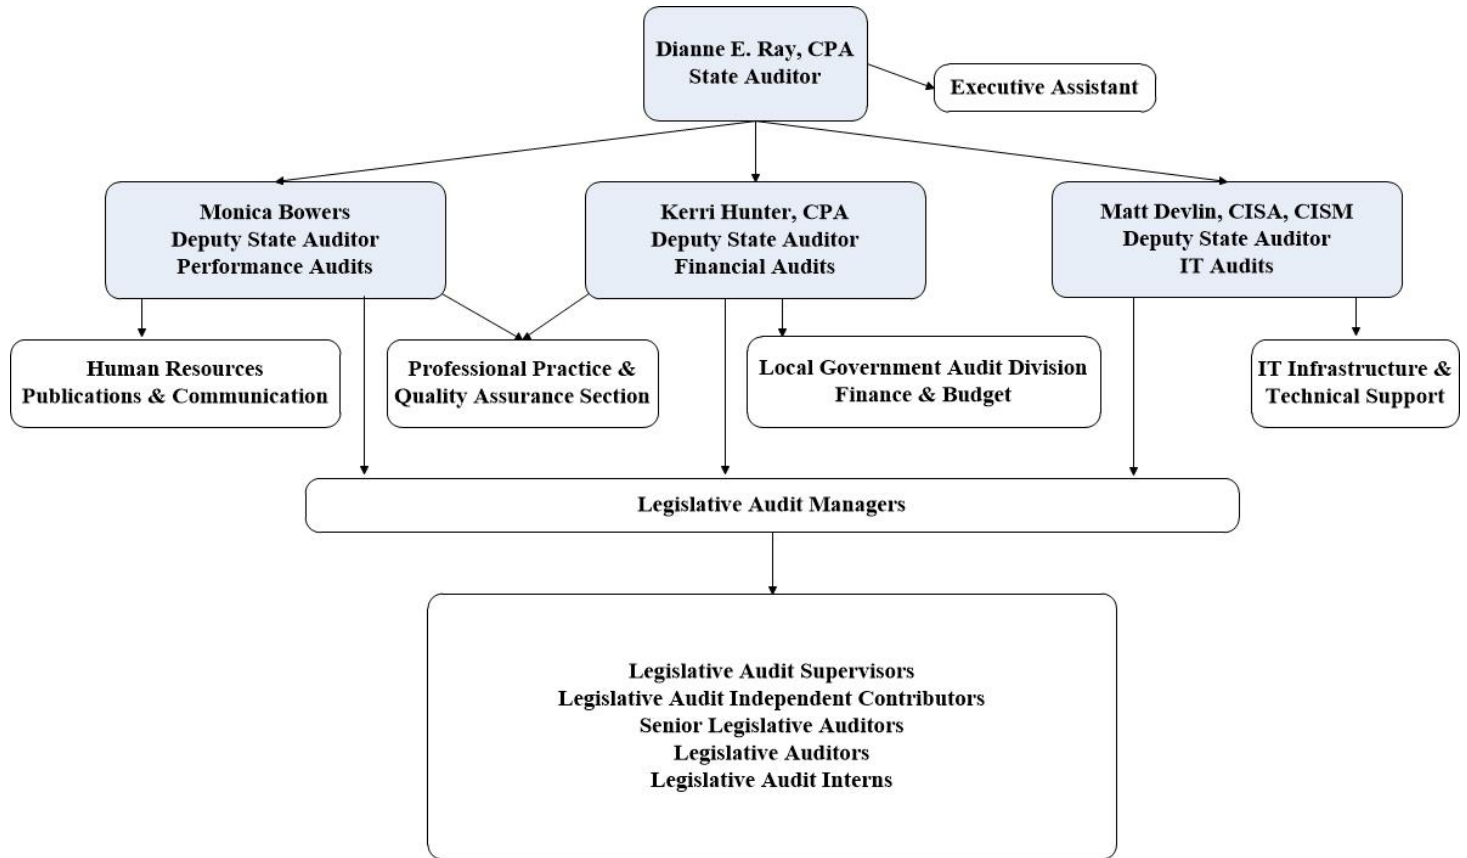 Dianne E. Ray, CPA
State Auditor
Executive Assistant
Monica Bowers
Deputy State Auditor
Performance Audits
Kerri Hunter, CPA
Deputy State Auditor
Financial Audits
Matt Devlin, CISA, CISM
Deputy State Auditor
IT Audits
Human Resources
Publications & Communication
Professional Practice &
Quality Assurance Section
Local Government Audit Division
Finance & Budget
IT Infrastructure &
Technical Support
Legislative Audit Managers
Legislative Audit Supervisors
Legislative Audit Independent Contributors
Senior Legislative Auditors
Legislative Auditors
Legislative Audit Interns